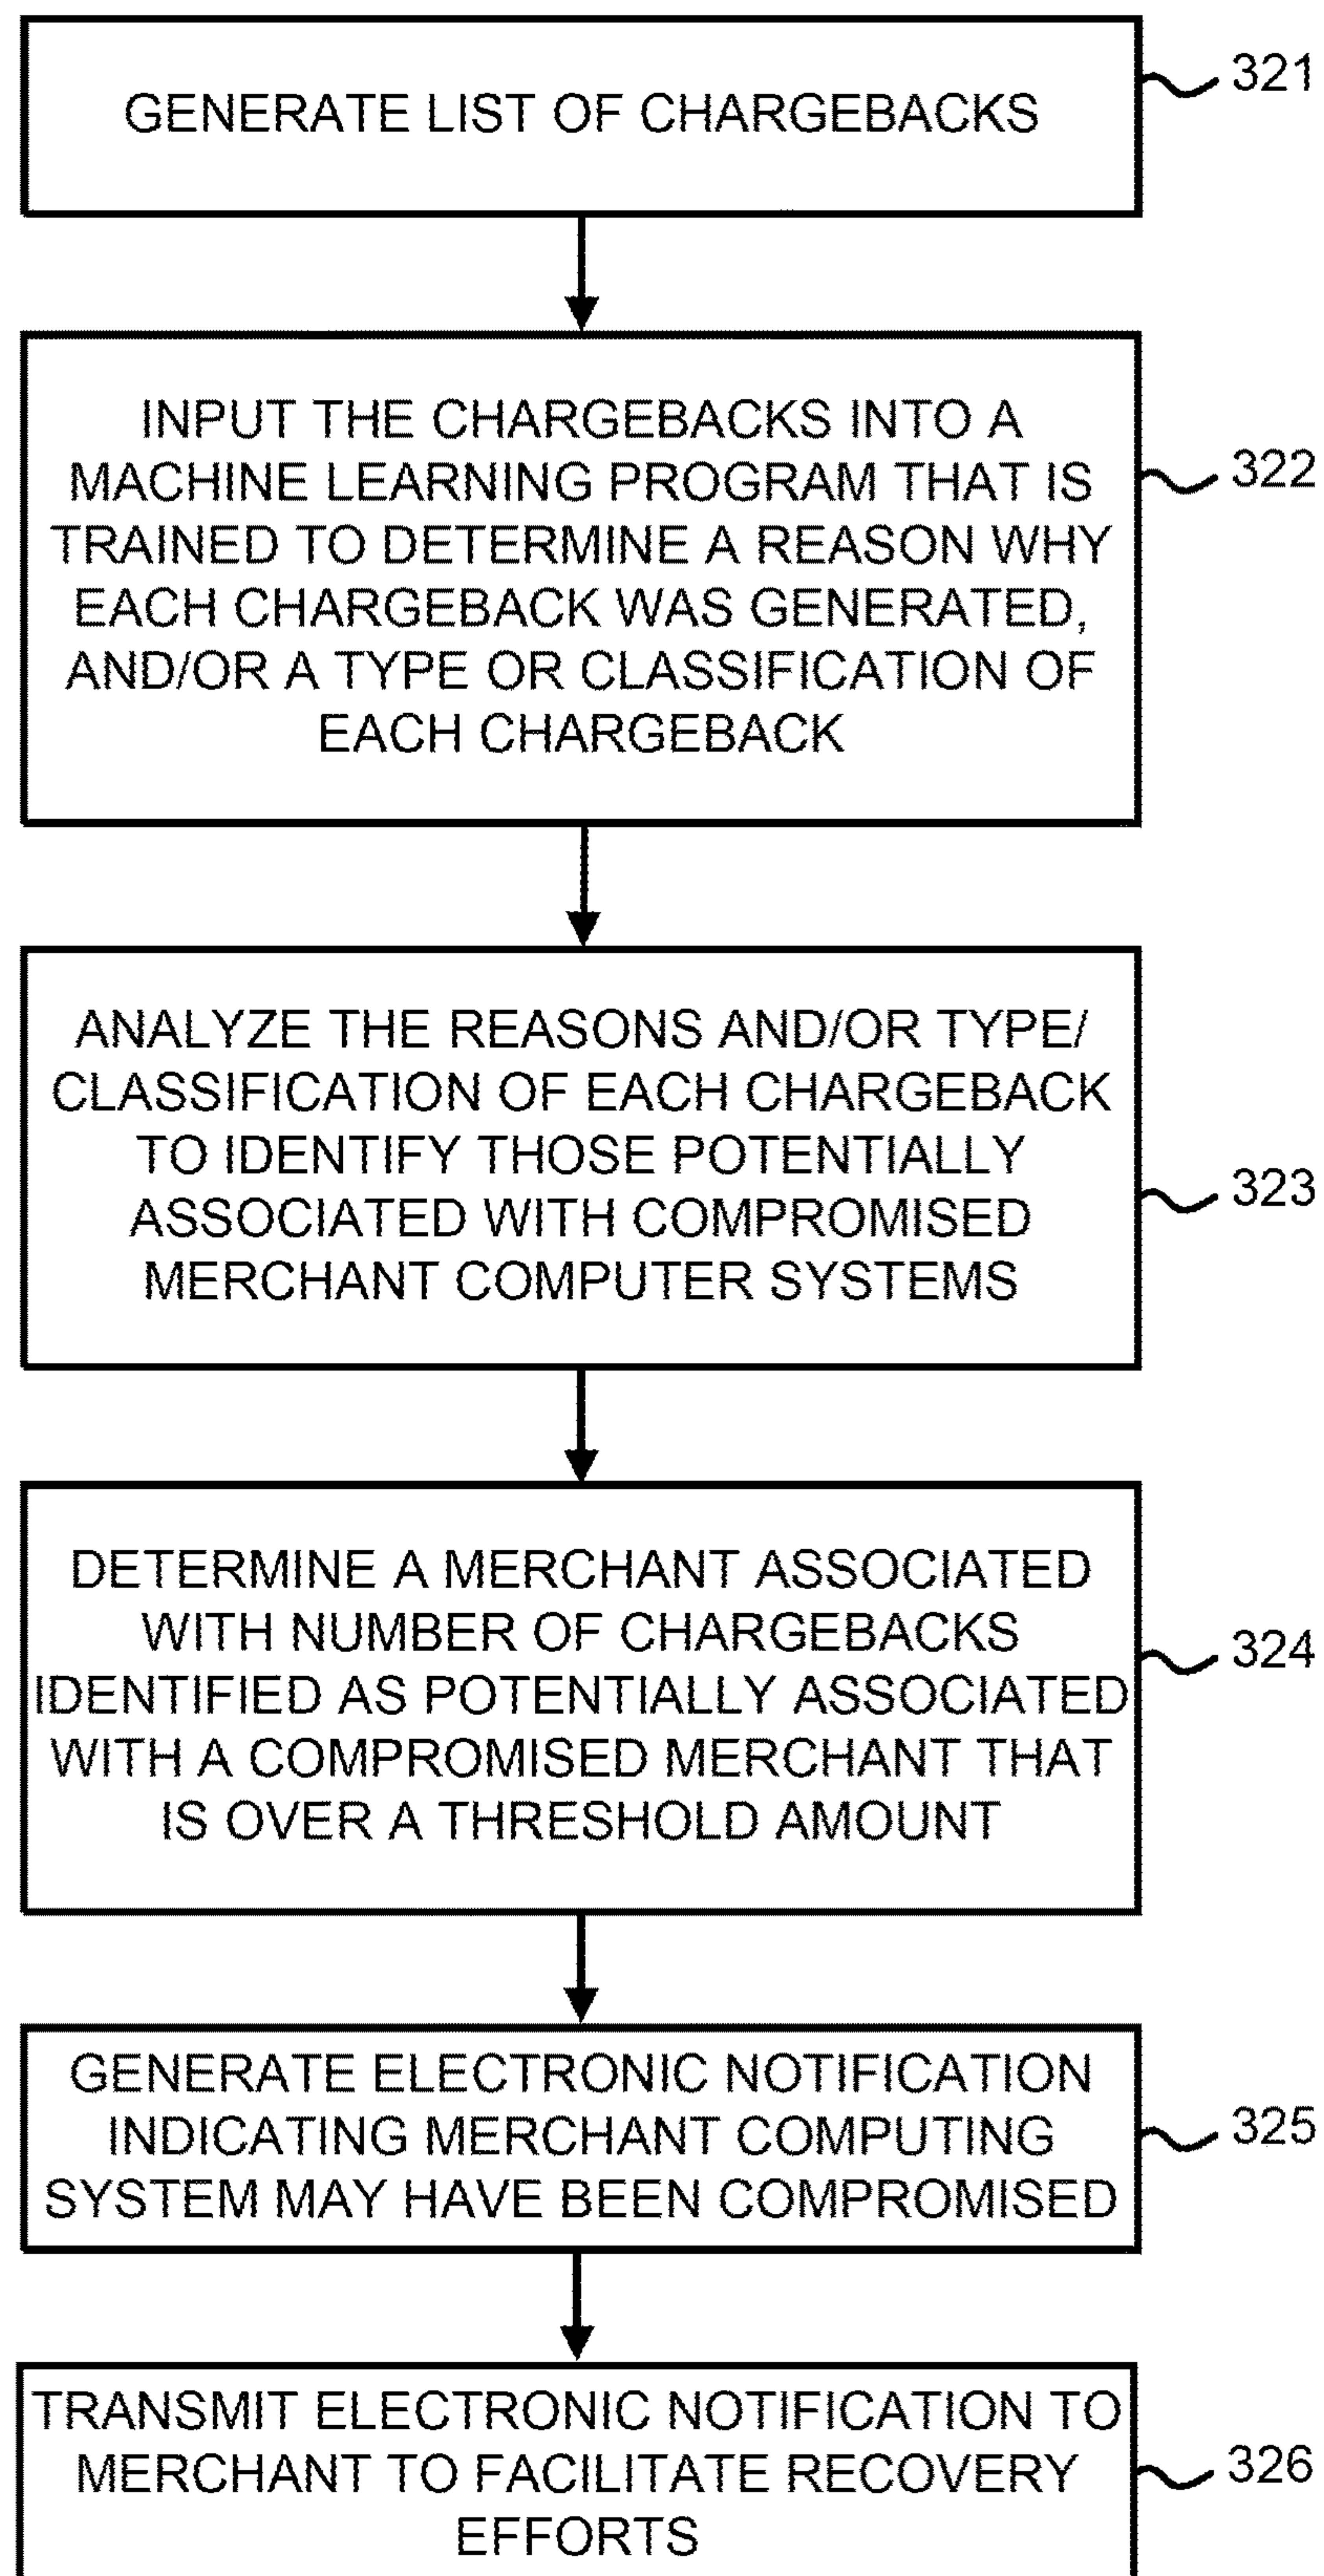 GENERATE LIST OF CHARGEBACKS
321
INPUT THE CHARGEBACKS INTO A
MACHINE LEARNING PROGRAM THAT IS
TRAINED TO DETERMINE A REASON WHY
EACH CHARGEBACK WAS GENERATED,
AND/OR A TYPE OR CLASSIFICATION OF
EACH CHARGEBACK
322
ANALYZE THE REASONS AND/OR TYPE/
CLASSIFICATION OF EACH CHARGEBACK
TO IDENTIFY THOSE POTENTIALLY
ASSOCIATED WITH COMPROMISED
MERCHANT COMPUTER SYSTEMS
323
DETERMINE A MERCHANT ASSOCIATED
WITH NUMBER OF CHARGEBACKS
IDENTIFIED AS POTENTIALLY ASSOCIATED
WITH A COMPROMISED MERCHANT THAT
IS OVER A THRESHOLD AMOUNT
324
GENERATE ELECTRONIC NOTIFICATION
INDICATING MERCHANT COMPUTING
SYSTEM MAY HAVE BEEN COMPROMISED
325
TRANSMIT ELECTRONIC NOTIFICATION TO
MERCHANT TO FACILITATE RECOVERY
EFFORTS
326